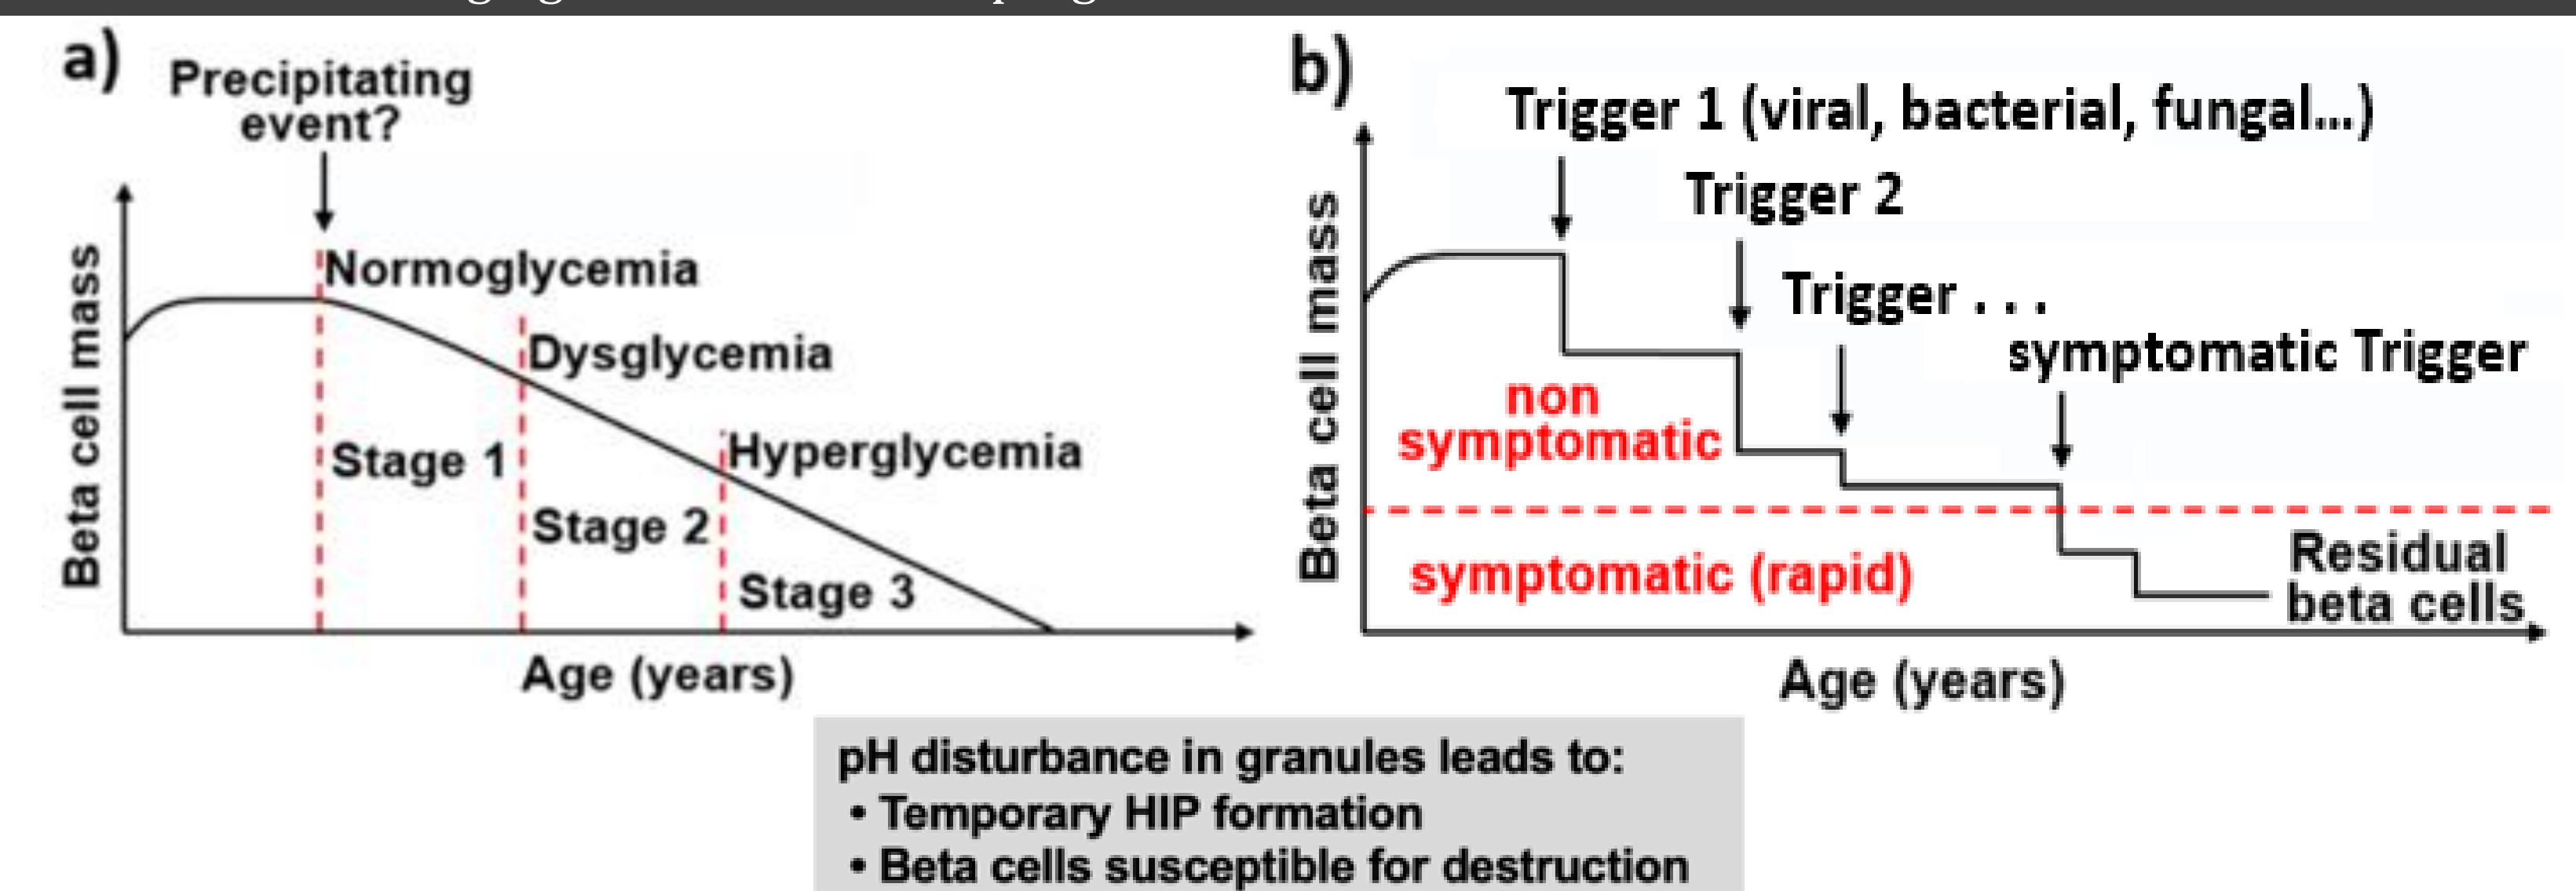 a)
Precipitating
event?
Normoglycemia
Dysglycemia
Hyperglycemia
Stage 1
Stage 2
Stage 3
Beta cell mass
Age (years)
b)
Trigger 1 (viral, bacterial, fungal...)
Trigger 2
Trigger . . .
symptomatic Trigger
non
symptomatic
symptomatic (rapid)
Residual
beta cells
Beta cell mass
Age (years)
pH disturbance in granules leads to:
• Temporary HIP formation
• Beta cells susceptible for destruction